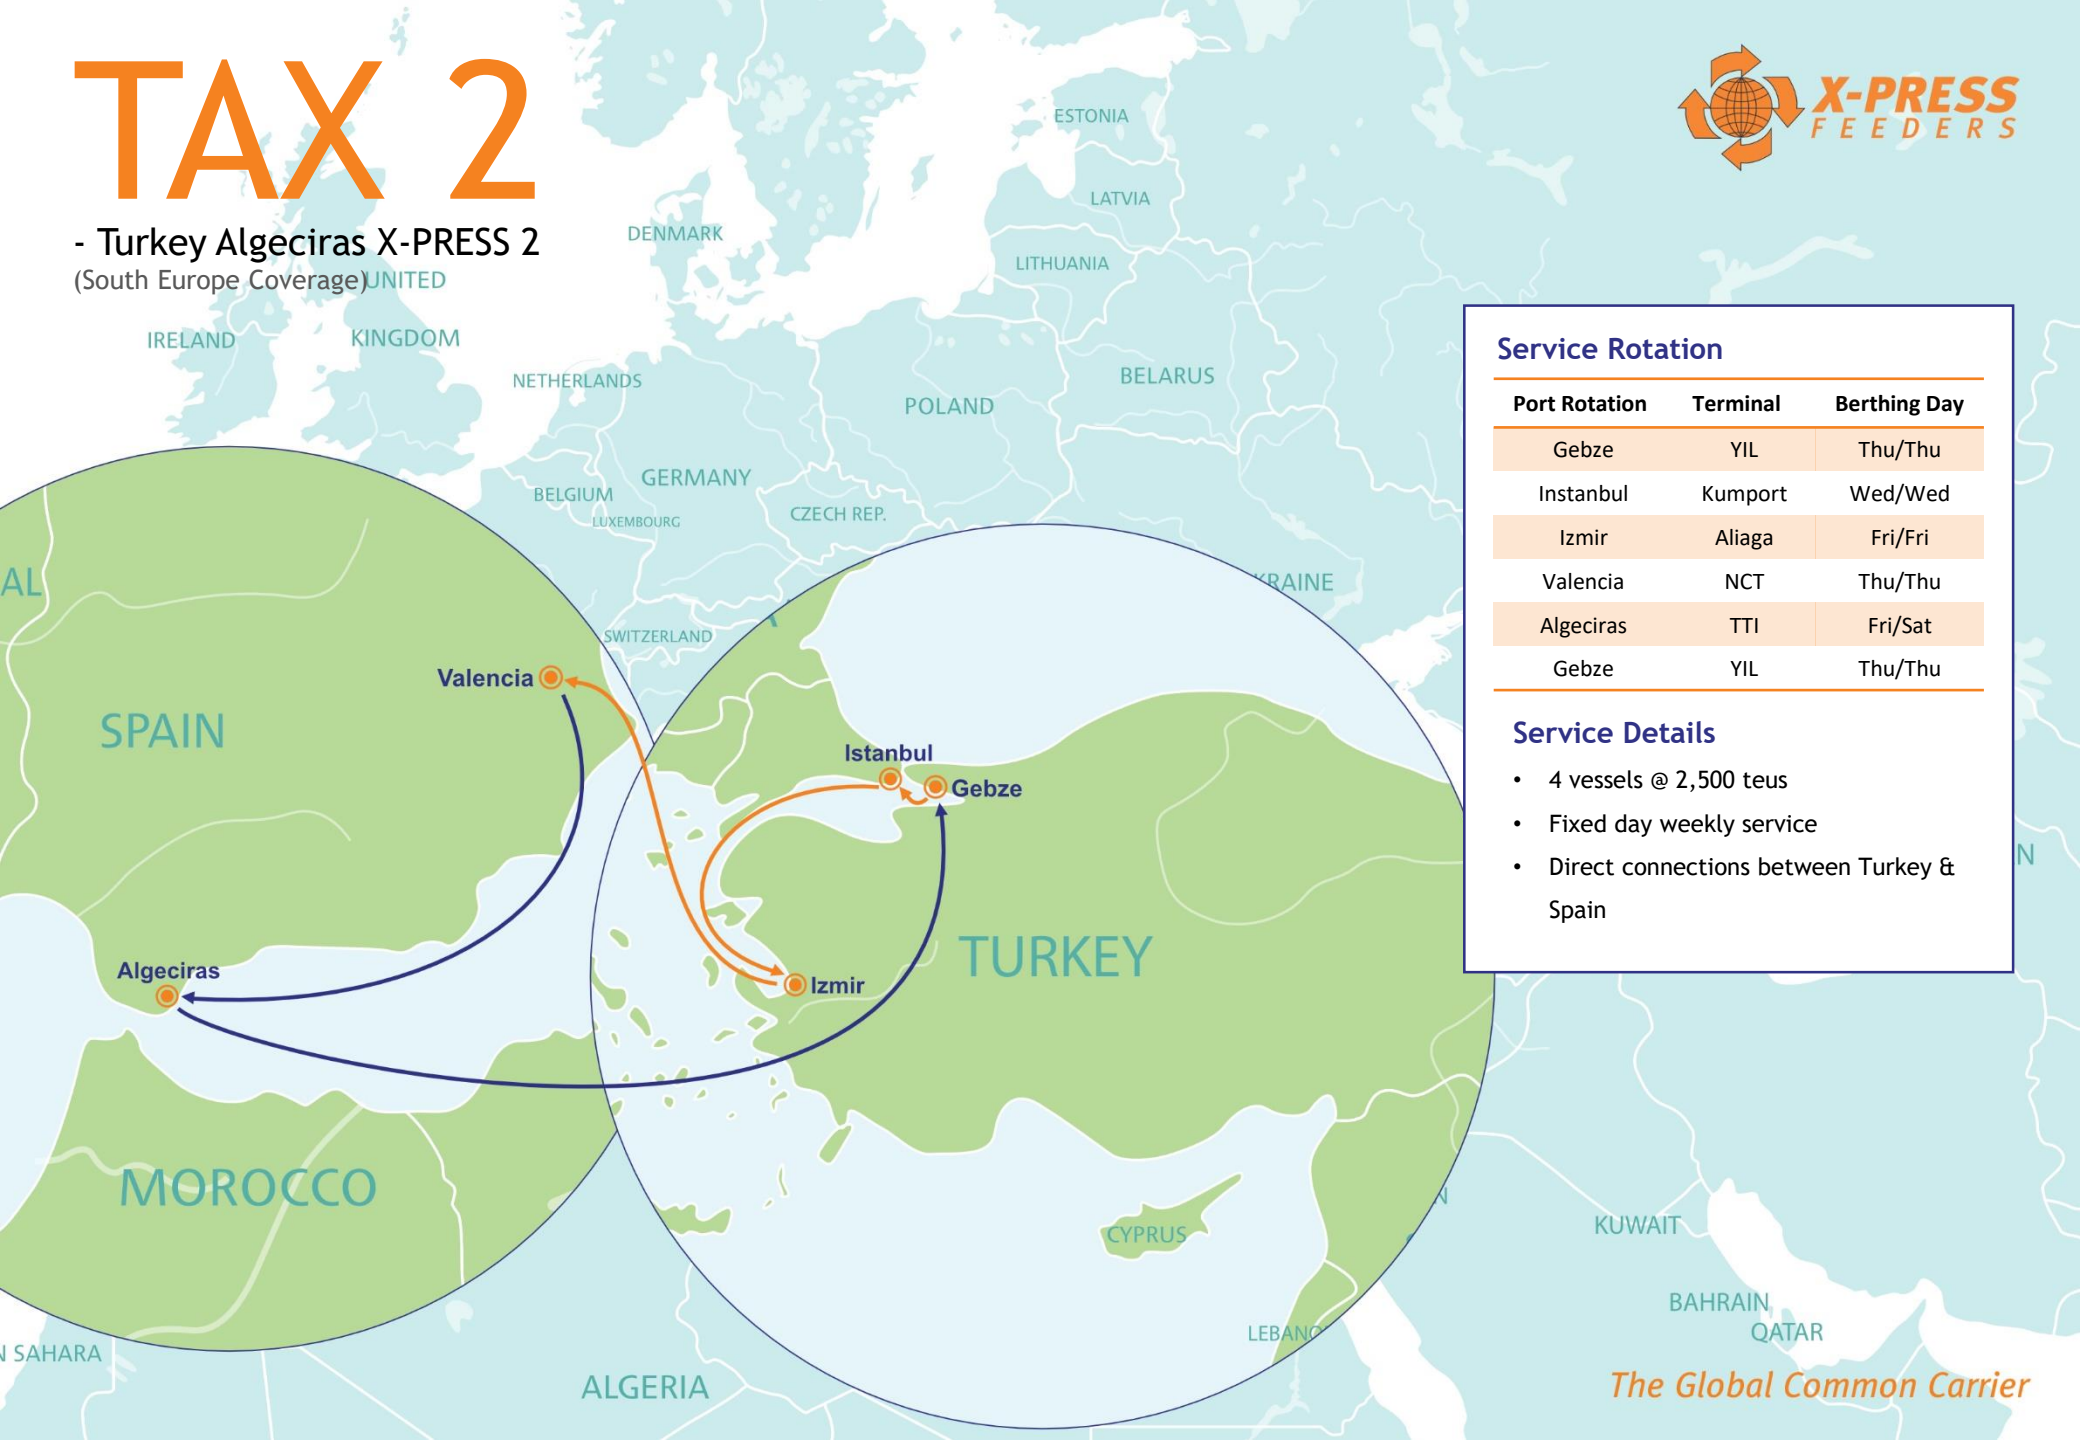 TAX 2
- Turkey Algeciras X-PRESS 2
(South Europe Coverage)
X-PRESS
FEEDERS
ESTONIA
LATVIA
DENMARK
LITHUANIA
UNITED
KINGDOM
IRELAND
NETHERLANDS
BELARUS
POLAND
GERMANY
BELGIUM
LUXEMBOURG
CZECH REP.
KRAINE
AL
SWITZERLAND
Valencia
SPAIN
Istanbul
Gebze
Algeciras
Izmir
TURKEY
MOROCCO
CYPRUS
N
N
KUWAIT
BAHRAIN
QATAR
LEBANO
N SAHARA
ALGERIA
Service Rotation
Port Rotation Terminal Berthing Day
Gebze YIL Thu/Thu
Instanbul Kumport Wed/Wed
Izmir Aliaga Fri/Fri
Valencia NCT Thu/Thu
Algeciras TTI Fri/Sat
Gebze YIL Thu/Thu
Service Details
• 4 vessels @ 2,500 teus
• Fixed day weekly service
• Direct connections between Turkey &
Spain
The Global Common Carrier